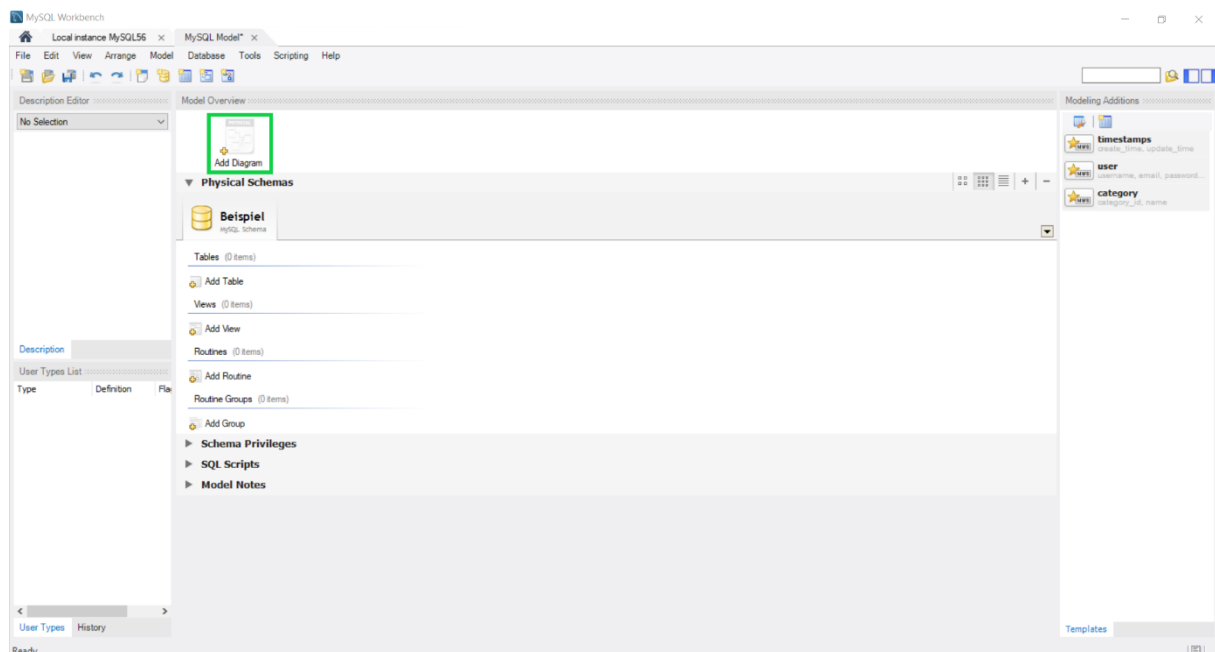 MySQL Workbench
Local instance MySQL56 × MySQL Model* ×
File Edit View Arrange Model Database Tools Scripting Help
Description Editor
No Selection
Description
User Types List
Type Definition Flag
User Types History
Ready
Model Overview
Add Diagram
Physical Schemas
Beispiel
MySQL Schema
Tables (0 items)
Add Table
Views (0 items)
Add View
Routines (0 items)
Add Routine
Routine Groups (0 items)
Add Group
Schema Privileges
SQL Scripts
Model Notes
Modeling Additions
timestamps
create_time, update_time
user
username, email, password...
category
category_id, name
Templates